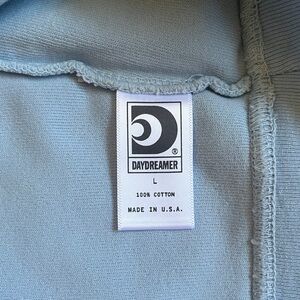 ®
DAYDREAMER
L
100% COTTON
MADE IN U.S.A.